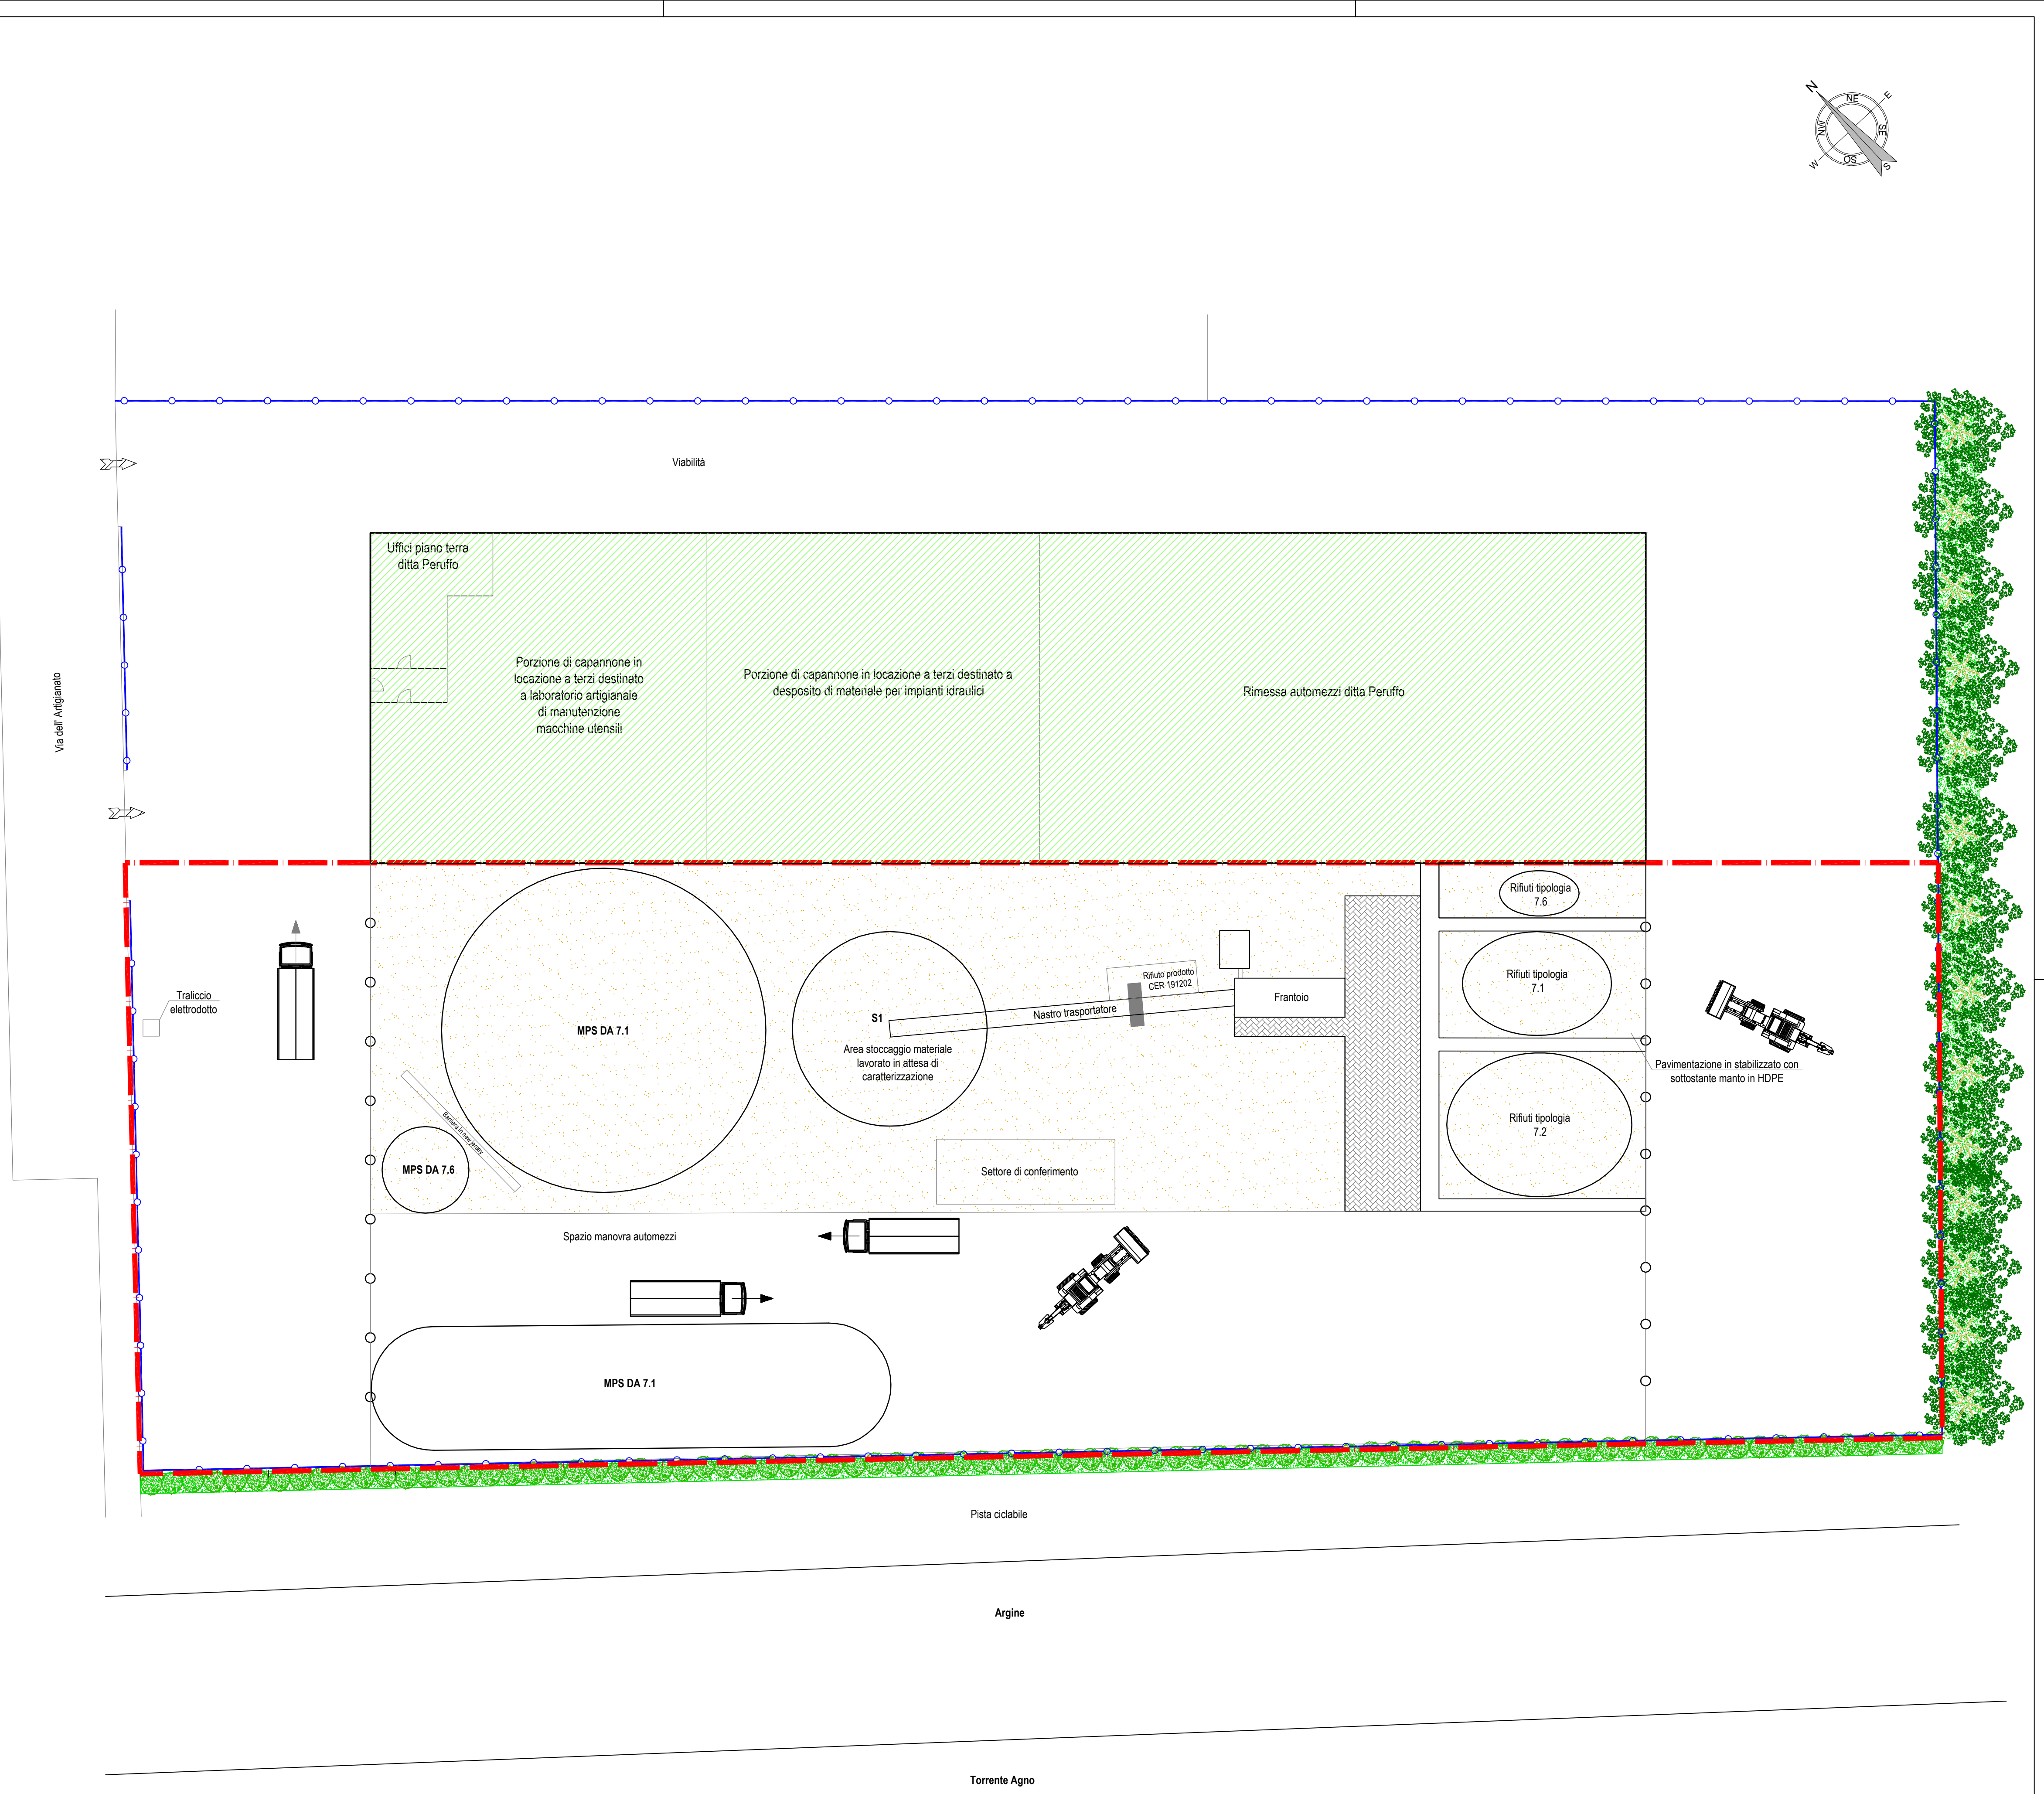 N
NE
E
NW
SE
W
OS
S
Viabilità
Uffici piano terra
ditta Peruffo
Via dell' Artigianato
Porzione di capannone in
locazione a terzi destinato
a laboratorio artigianale
di manutenzione
macchine utensili
Porzione di capannone in locazione a terzi destinato a
desposito di materiale per impianti idraulici
Rimessa automezzi ditta Peruffo
Rifiuti tipologia
7.6
Rifiuti tipologia
7.1
Rifiuti tipologia
7.2
Traliccio
elettrodotto
MPS DA 7.1
S1
Area stoccaggio materiale
lavorato in attesa di
caratterizzazione
Nastro trasportatore
Rifiuto prodotto
CER 191202
Frantoio
Pavimentazione in stabilizzato con
sottostante manto in HDPE
Barriera in new jersey
MPS DA 7.6
Settore di conferimento
Spazio manovra automezzi
MPS DA 7.1
Pista ciclabile
Argine
Torrente Agno